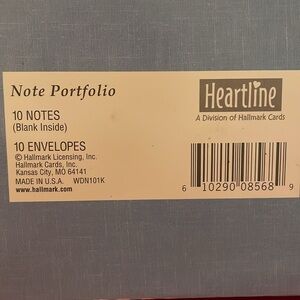 Note Portfolio
10 NOTES
(Blank Inside)
10 ENVELOPES
© Hallmark Licensing, Inc.
Hallmark Cards, Inc.
Kansas City, MO 64141
MADE IN U.S.A. WDN101K
www.hallmark.com
Heartline
A Division of Hallmark Cards
6 10290 08568 9